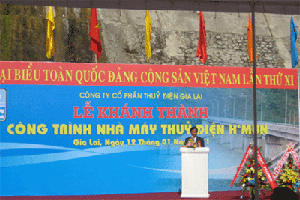 ẠI BIỂU TOÀN QUỐC ĐẢNG CỘNG SẢN VIỆT NAM LẦN THỨ XI
CÔNG TY CỔ PHẦN THUỶ ĐIỆN GIA LAI
LỄ KHÁNH THÀNH
CÔNG TRÌNH NHÀ MÁY THUỶ ĐIỆN H'MUN
Gia Lai, Ngày 12 Tháng 01